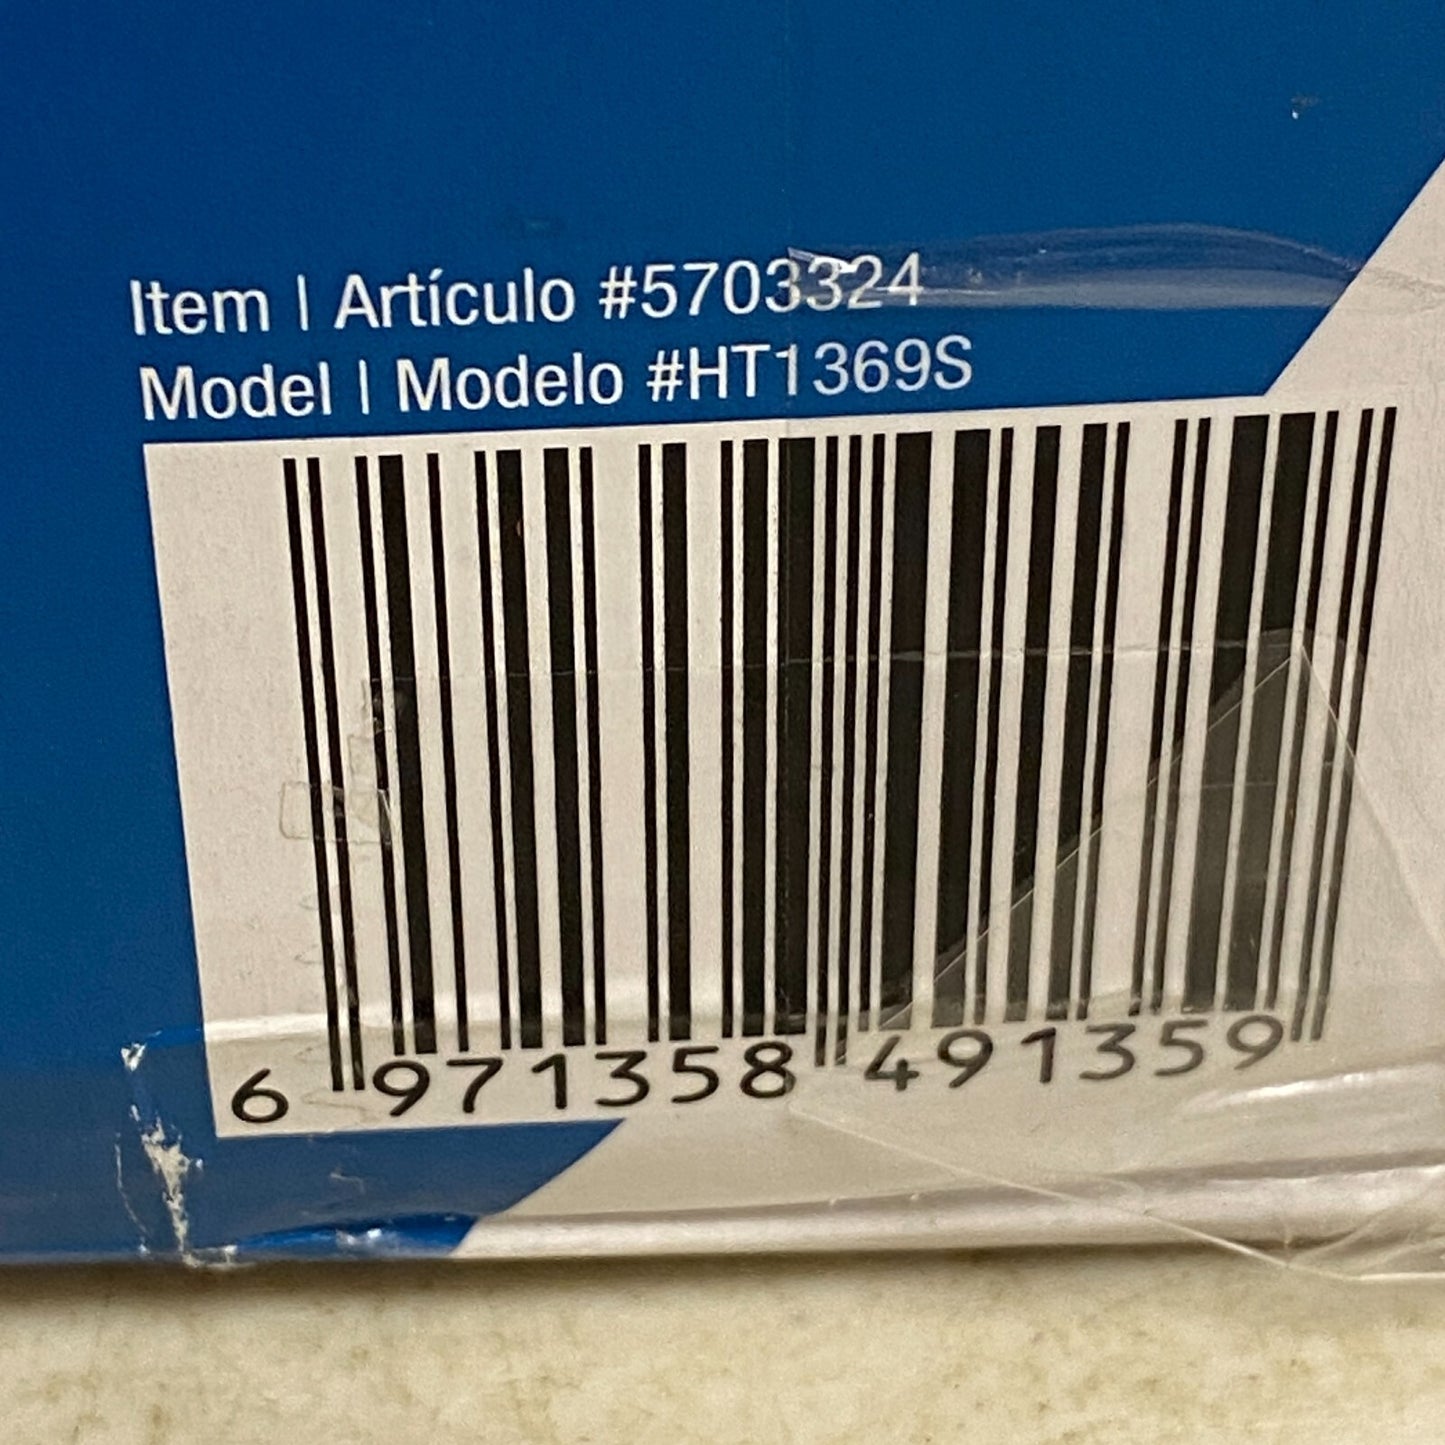 Item | Artículo #5703324
Model | Modelo #HT1369S
6 971358 491359